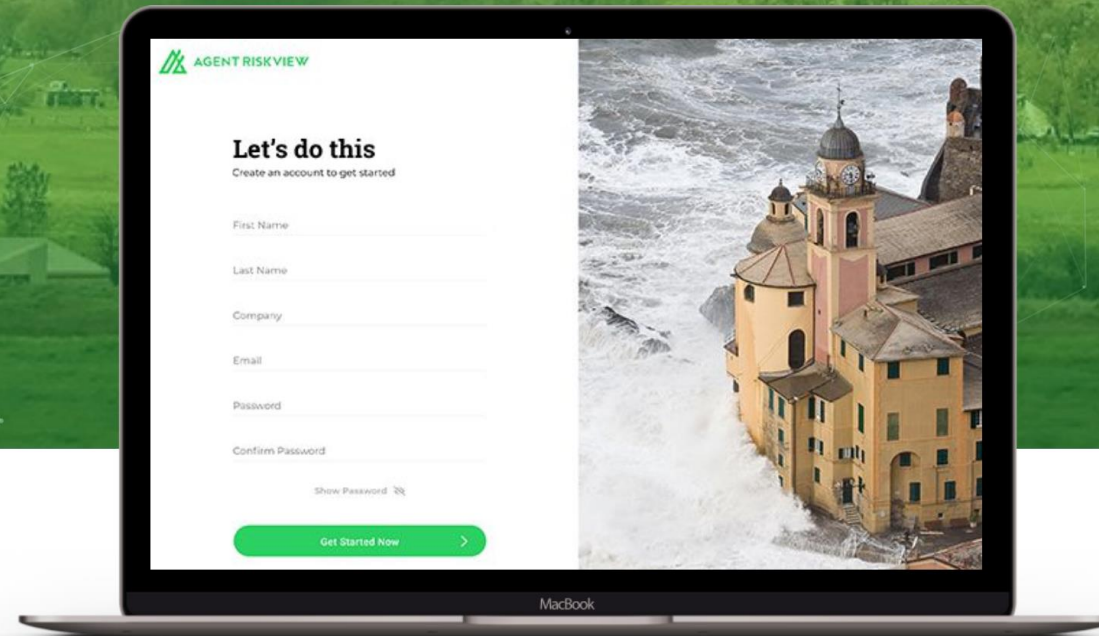 AGENT RISKVIEW
Let's do this
Create an account to get started
First Name
Last Name
Company
Email
Password
Confirm Password
Show Password
Get Started Now
MacBook